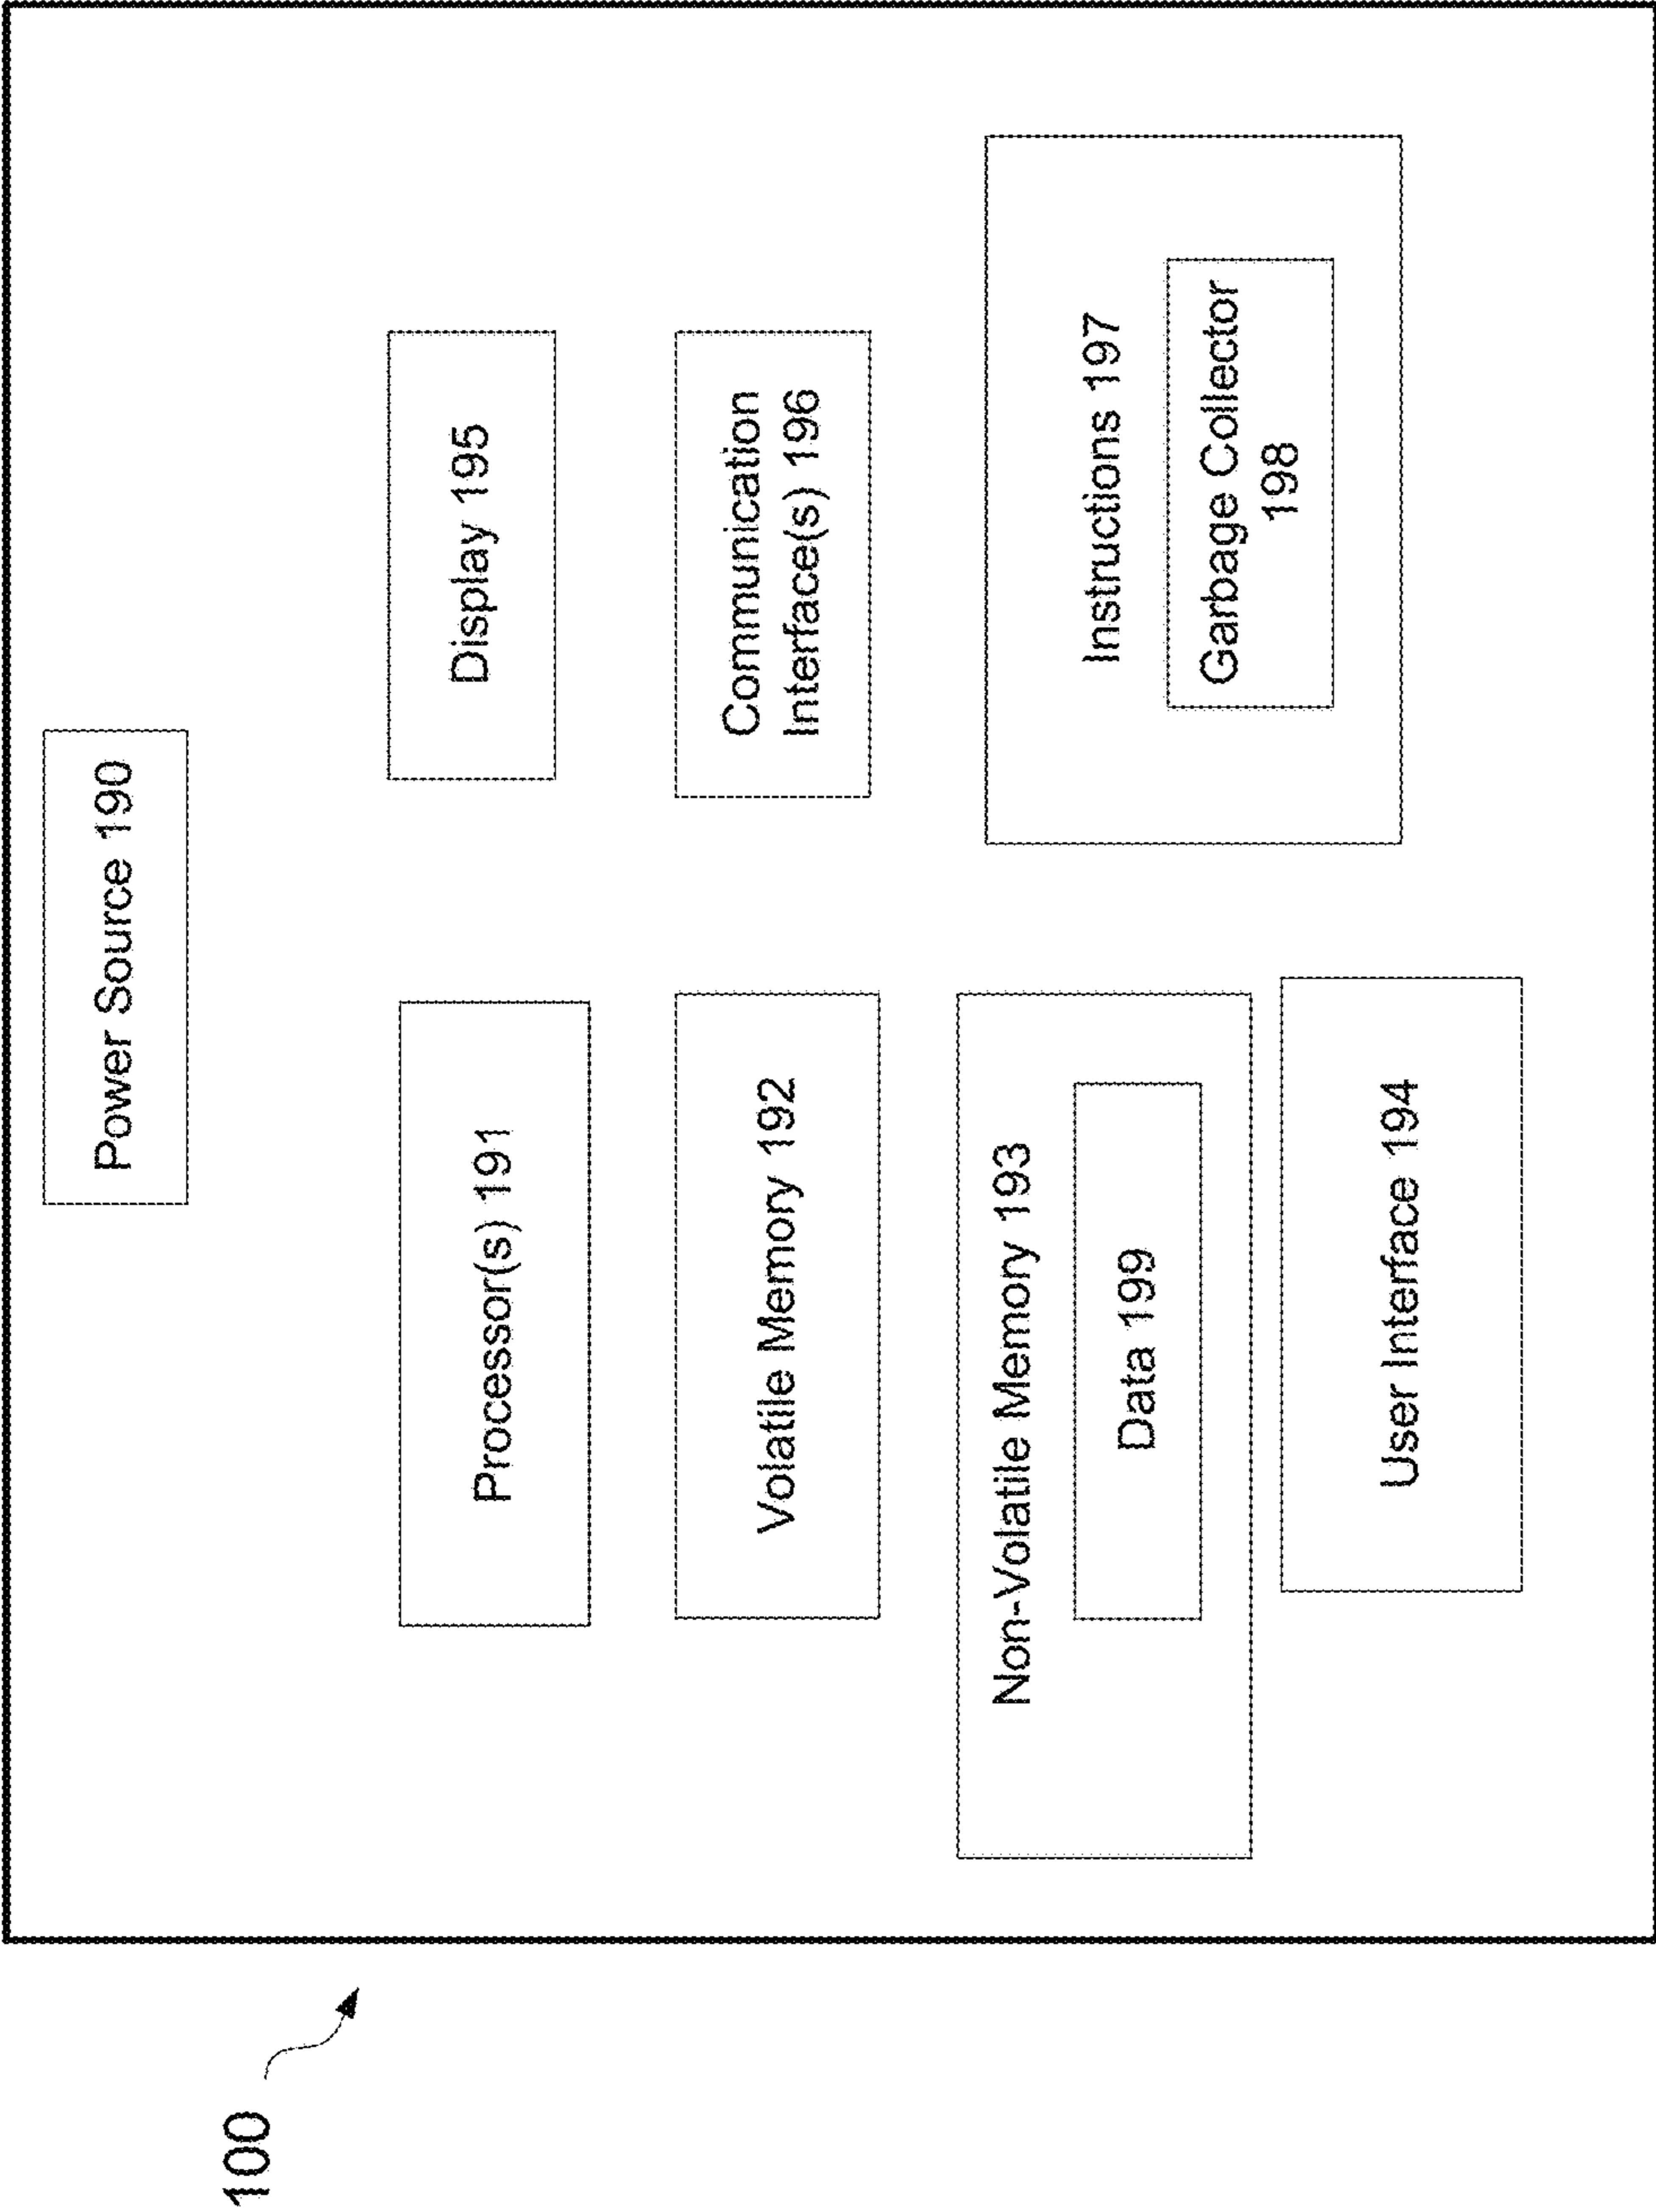 100
Power Source 190
Processor(s) 191
Display 195
Volatile Memory 192
Communication
Interface(s) 196
Non-Volatile Memory 193
Data 199
Instructions 197
Garbage Collector
198
User Interface 194